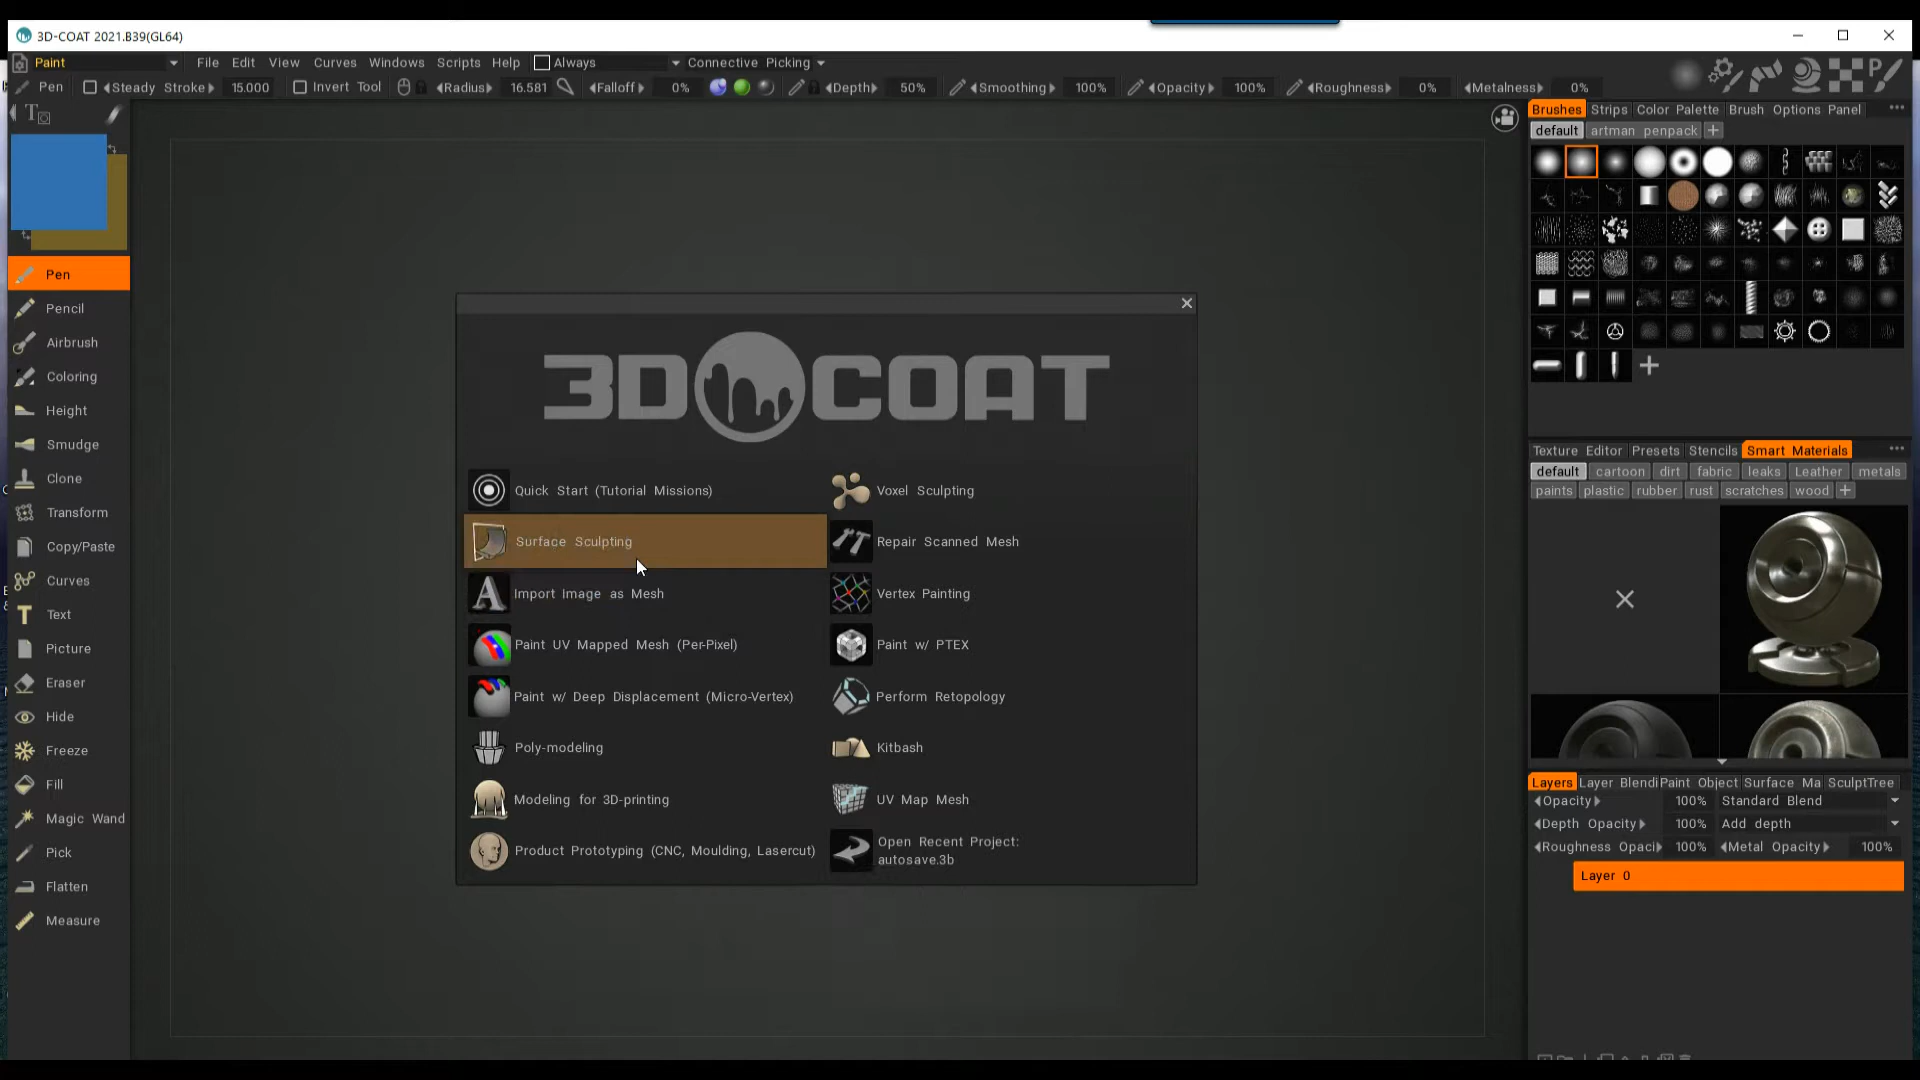 3D-COAT 2021.B39(GL64)
Paint File Edit View Curves Windows Scripts Help Always Connective Picking
Pen Steady Stroke 15.000 Invert Tool Radius 16.581 Falloff 0% Depth 50% Smoothing 100% Opacity 100% Roughness 0% Metalness 0%
Brushes Strips Color Palette Brush Options Panel
default artman penpack
Pen
Pencil
Airbrush
Coloring
Height
Smudge
Clone
Transform
Copy/Paste
Curves
Text
Picture
Eraser
Hide
Freeze
Fill
Magic Wand
Pick
Flatten
Measure
3D COAT
Quick Start (Tutorial Missions)
Voxel Sculpting
Surface Sculpting
Repair Scanned Mesh
Import Image as Mesh
Vertex Painting
Paint UV Mapped Mesh (Per-Pixel)
Paint w/ PTEX
Paint w/ Deep Displacement (Micro-Vertex)
Perform Retopology
Poly-modeling
Kitbash
Modeling for 3D-printing
UV Map Mesh
Product Prototyping (CNC, Moulding, Lasercut)
Open Recent Project:
autosave.3b
Texture Editor Presets Stencils Smart Materials
default cartoon dirt fabric leaks Leather metals
paints plastic rubber rust scratches wood
Layers Layer Blendi Paint Object Surface Ma SculptTree
Opacity 100% Standard Blend
Depth Opacity 100% Add depth
Roughness Opaci 100% Metal Opacity 100%
Layer 0